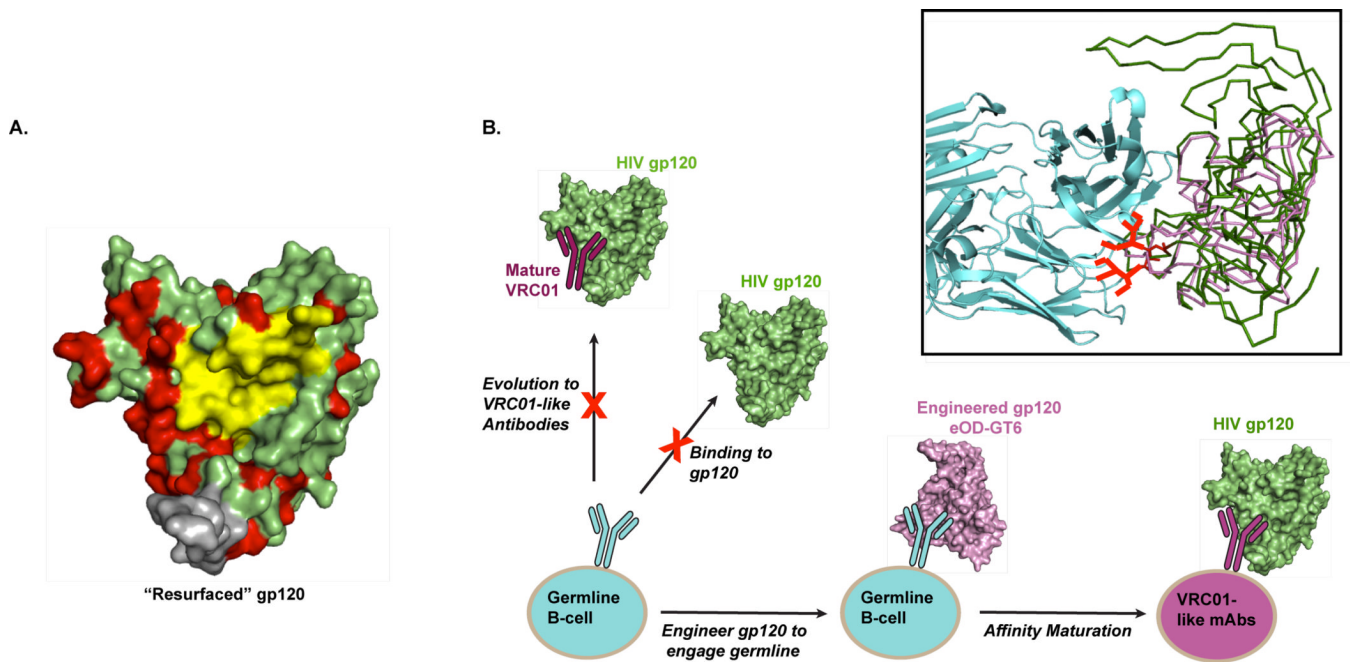 A.
“Resurfaced” gp120
B.
HIV gp120
Mature
VRC01
HIV gp120
Evolution to
VRC01-like
Antibodies
Binding to
gp120
Engineered gp120
eOD-GT6
HIV gp120
Germline
B-cell
Engineer gp120 to
engage germline
Germline
B-cell
Affinity Maturation
VRC01-
like mAbs